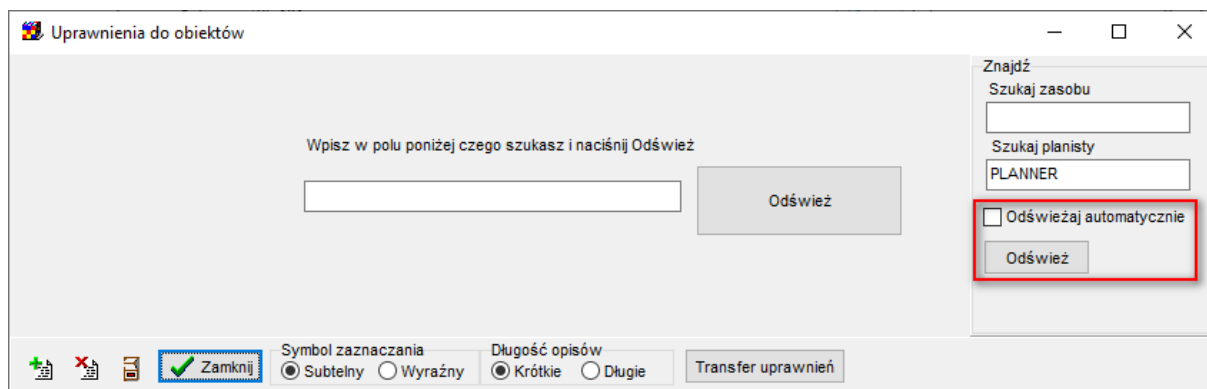 Uprawnienia do obiektów
Znajdź
Szukaj zasobu
Wpisz w polu poniżej czego szukasz i naciśnij Odśwież
Szukaj planisty
PLANNER
Odśwież
Odświeżaj automatycznie
Odśwież
Zamknij
Symbol zaznaczania
Subtelny Wyraźny
Długość opisów
Krótkie Długie
Transfer uprawnień